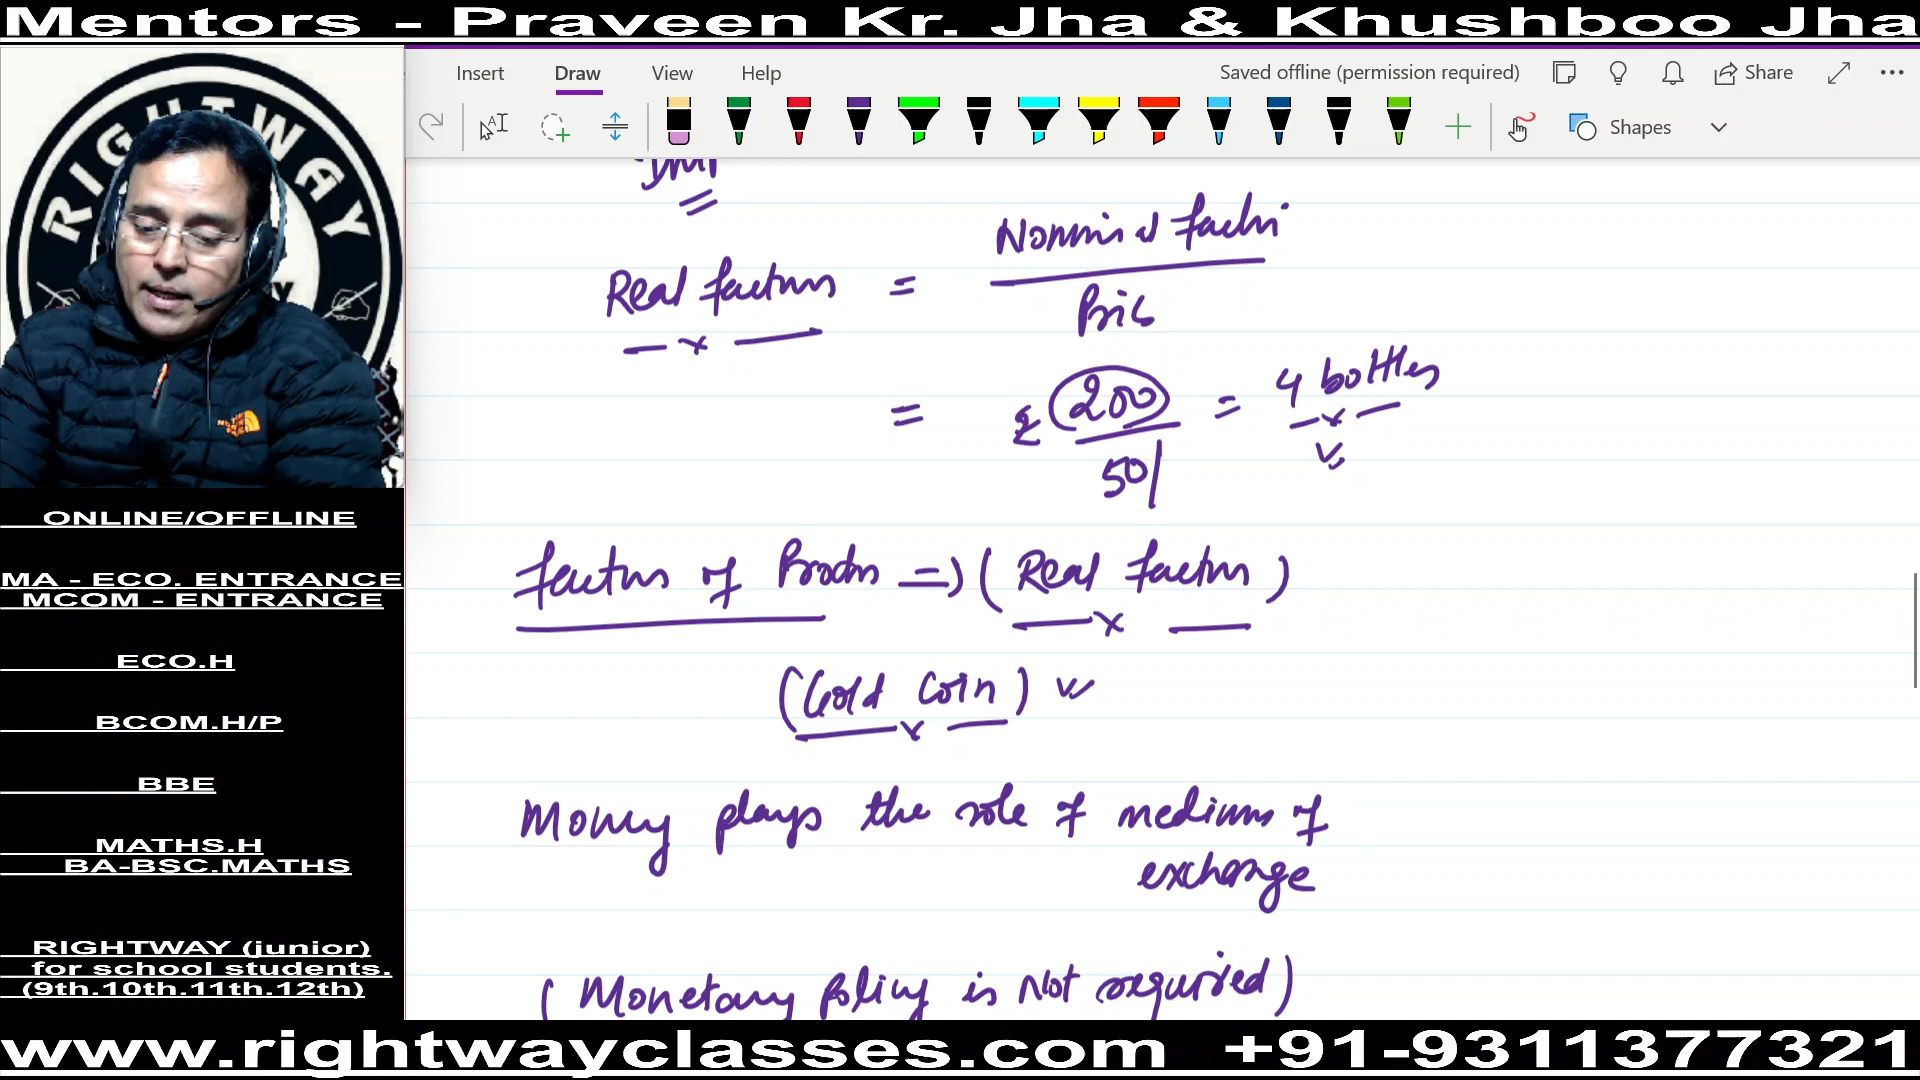 Mentors - Praveen Kr. Jha & Khushboo Jha
Insert Draw View Help Saved offline (permission required) Share
Shapes
RIGHTWAY
Real factors = Nominal factors
Price
= ₹ 200 = 4 bottles
50/
factors of Prodn => (Real factors)
(Gold Coin)
Money plays the role of medium of
exchange
(Monetary policy is Not required)
ONLINE/OFFLINE
MA - ECO. ENTRANCE
MCOM - ENTRANCE
ECO.H
BCOM.H/P
BBE
MATHS.H
BA-BSC.MATHS
RIGHTWAY (junior)
for school students.
(9th.10th.11th.12th)
www.rightwayclasses.com +91-9311377321